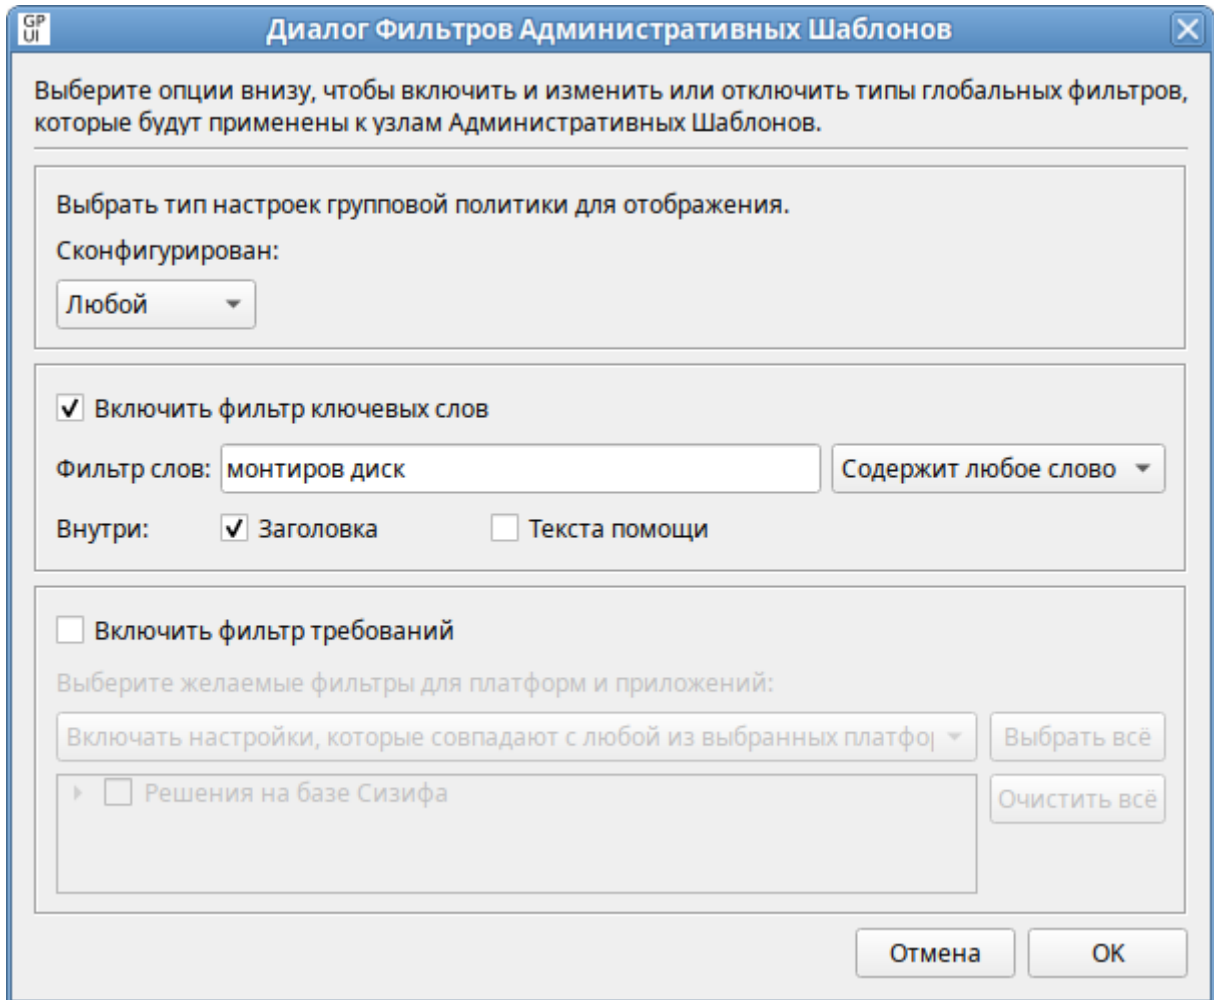 GP
UI
Диалог Фильтров Административных Шаблонов
Выберите опции внизу, чтобы включить и изменить или отключить типы глобальных фильтров,
которые будут применены к узлам Административных Шаблонов.
Выбрать тип настроек групповой политики для отображения.
Сконфигурирован:
Любой
Включить фильтр ключевых слов
Фильтр слов: монтиров диск Содержит любое слово
Внутри: Заголовка Текста помощи
Включить фильтр требований
Выберите желаемые фильтры для платформ и приложений:
Включать настройки, которые совпадают с любой из выбранных Выбрать всё
Решения на базе Сизифа
Очистить всё
Отмена OK